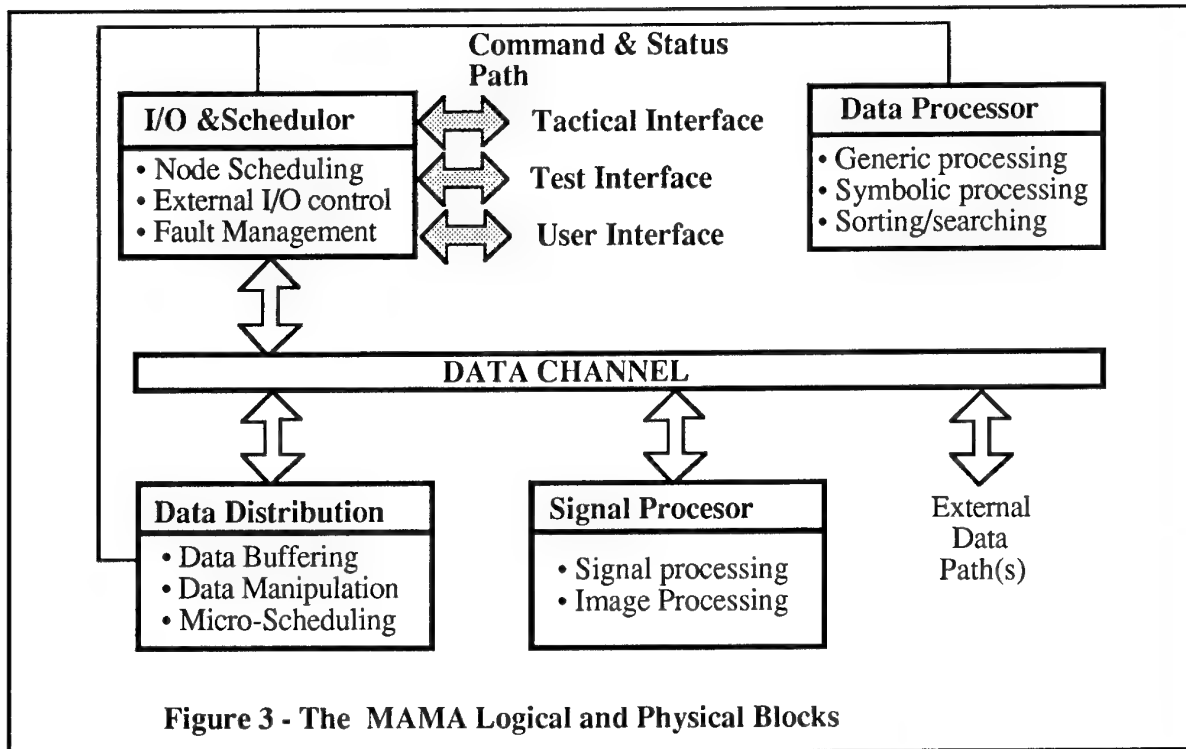 Command & Status
Path
I/O &Schedulor
• Node Scheduling
• External I/O control
• Fault Management
Tactical Interface
Test Interface
User Interface
Data Processor
• Generic processing
• Symbolic processing
• Sorting/searching
DATA CHANNEL
Data Distribution
• Data Buffering
• Data Manipulation
• Micro-Scheduling
Signal Procesor
• Signal processing
• Image Processing
External
Data
Path(s)
Figure 3 - The MAMA Logical and Physical Blocks